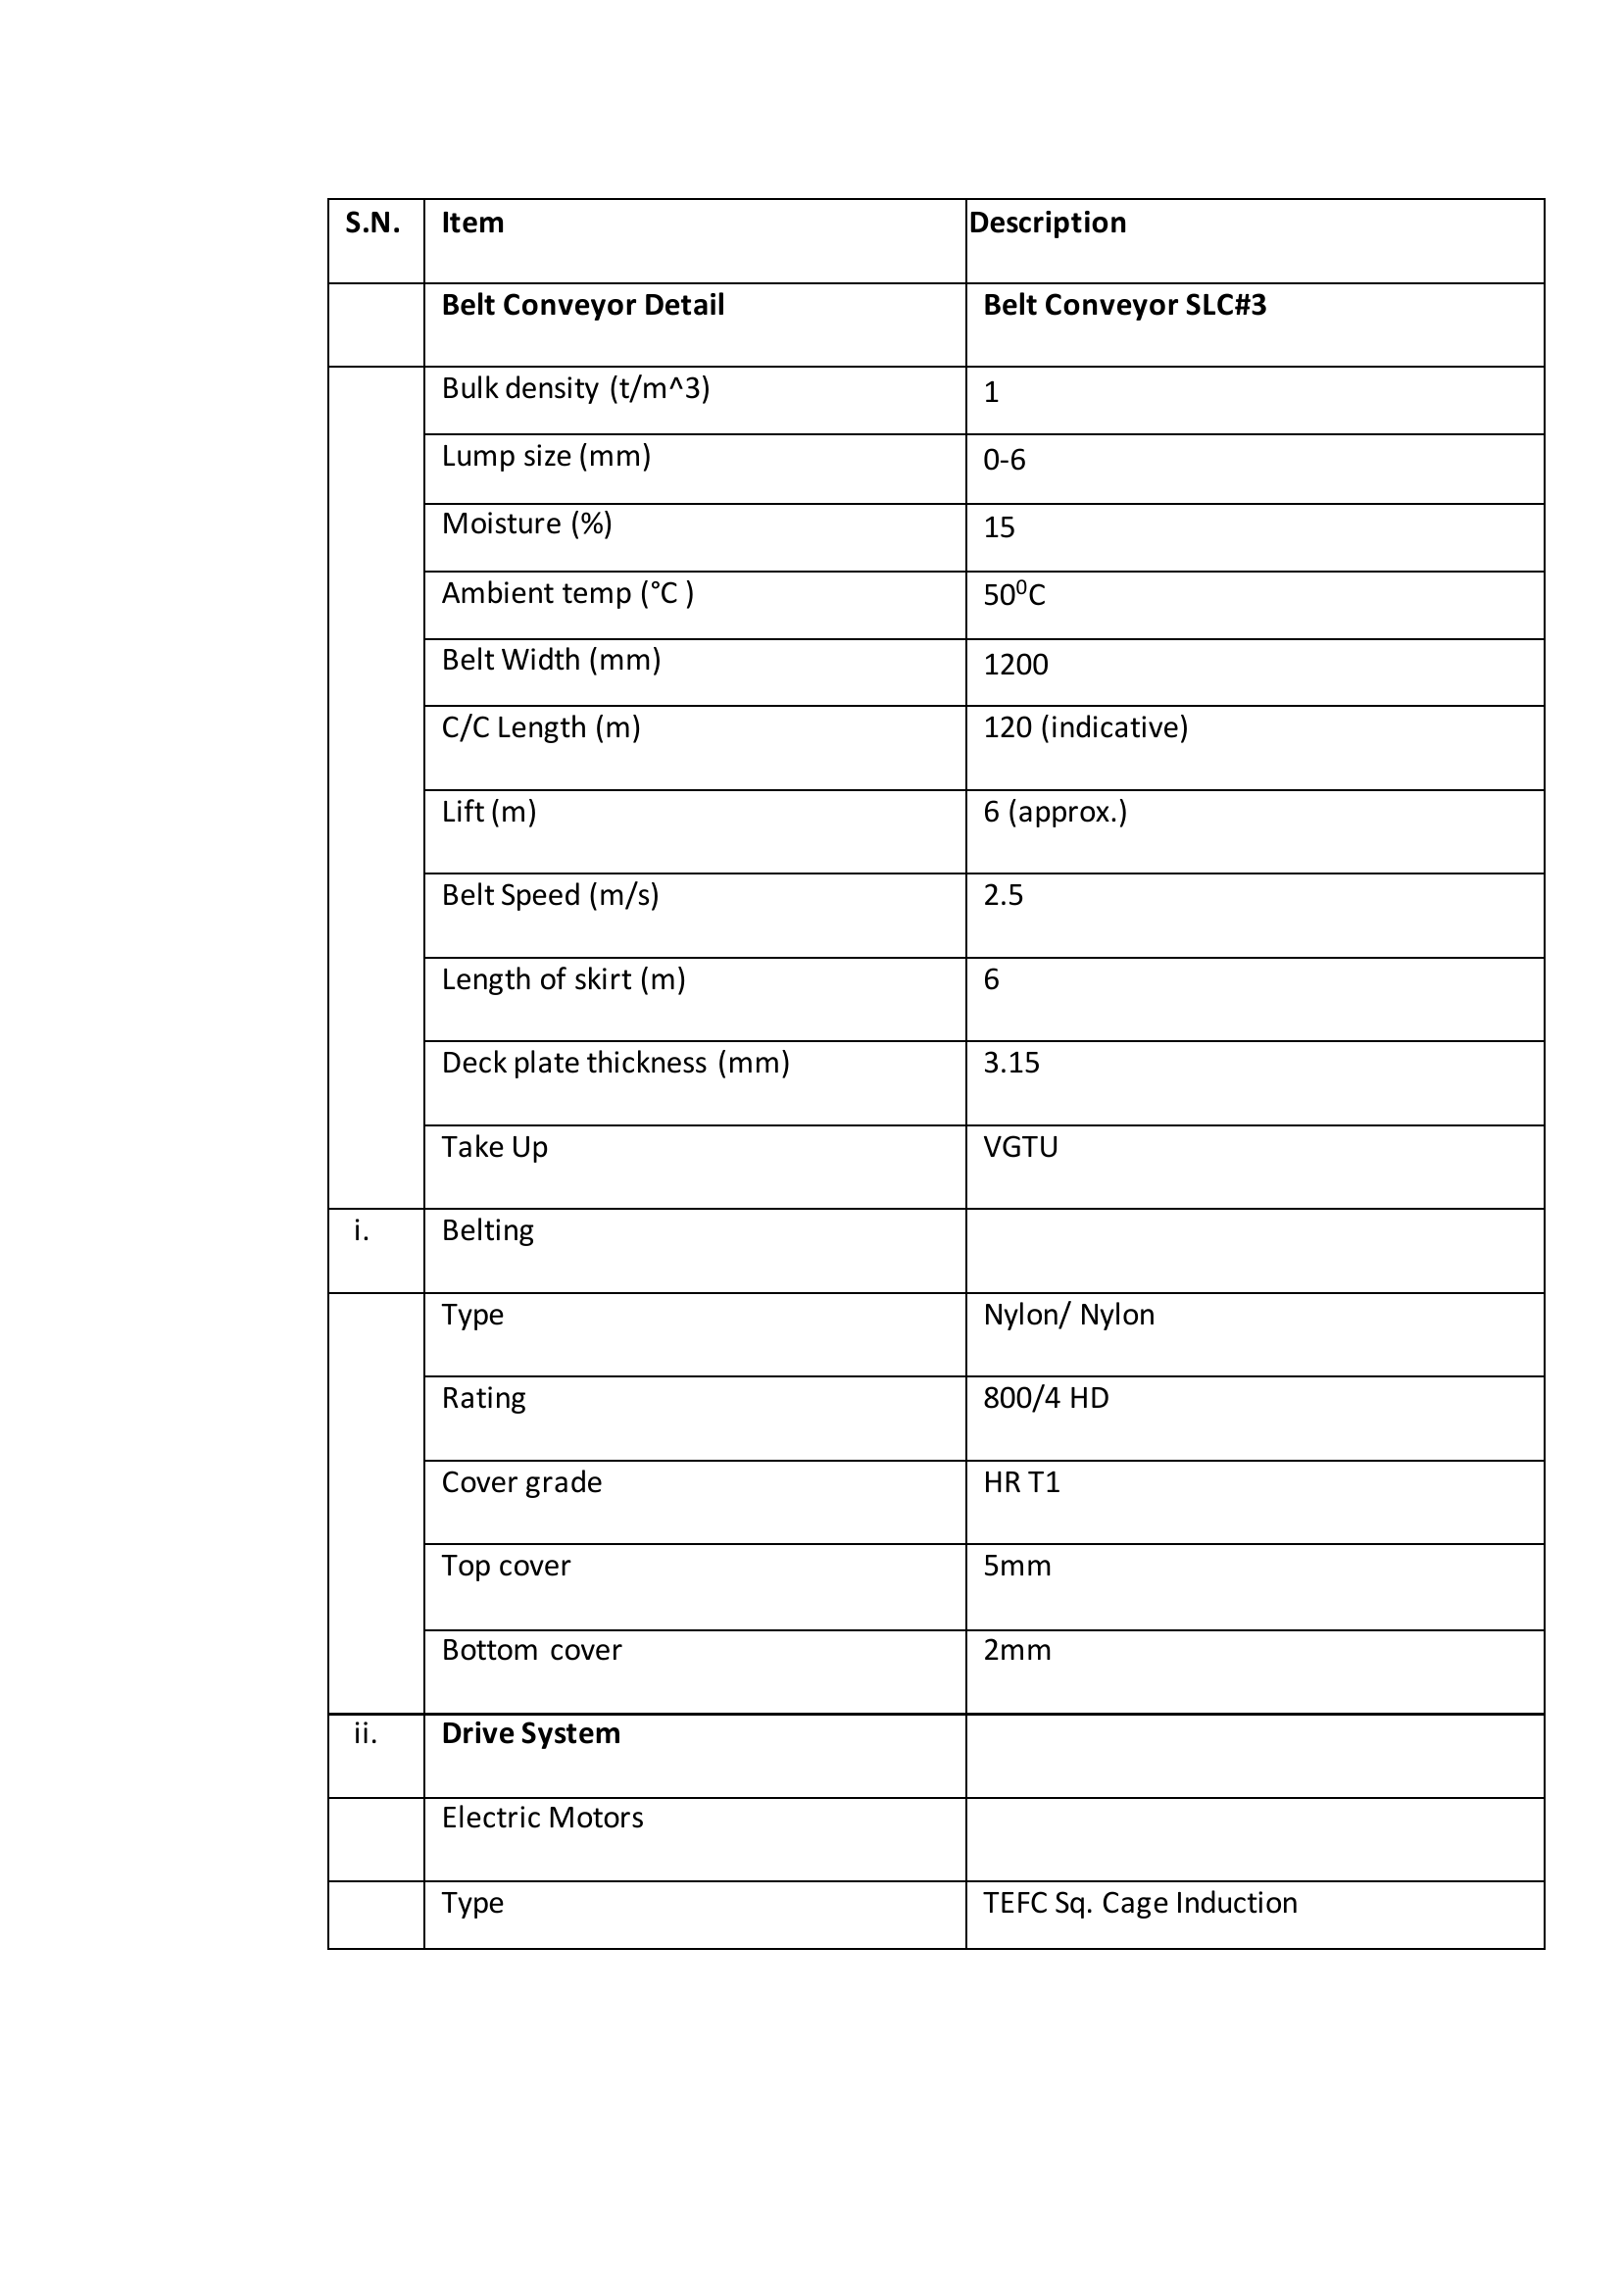 S.N. Item Description
Belt Conveyor Detail Belt Conveyor SLC#3
Bulk density (t/m^3) 1
Lump size (mm) 0-6
Moisture (%) 15
Ambient temp (°C ) 50⁰C
Belt Width (mm) 1200
C/C Length (m) 120 (indicative)
Lift (m) 6 (approx.)
Belt Speed (m/s) 2.5
Length of skirt (m) 6
Deck plate thickness (mm) 3.15
Take Up VGTU
i. Belting
Type Nylon/ Nylon
Rating 800/4 HD
Cover grade HR T1
Top cover 5mm
Bottom cover 2mm
ii. Drive System
Electric Motors
Type TEFC Sq. Cage Induction